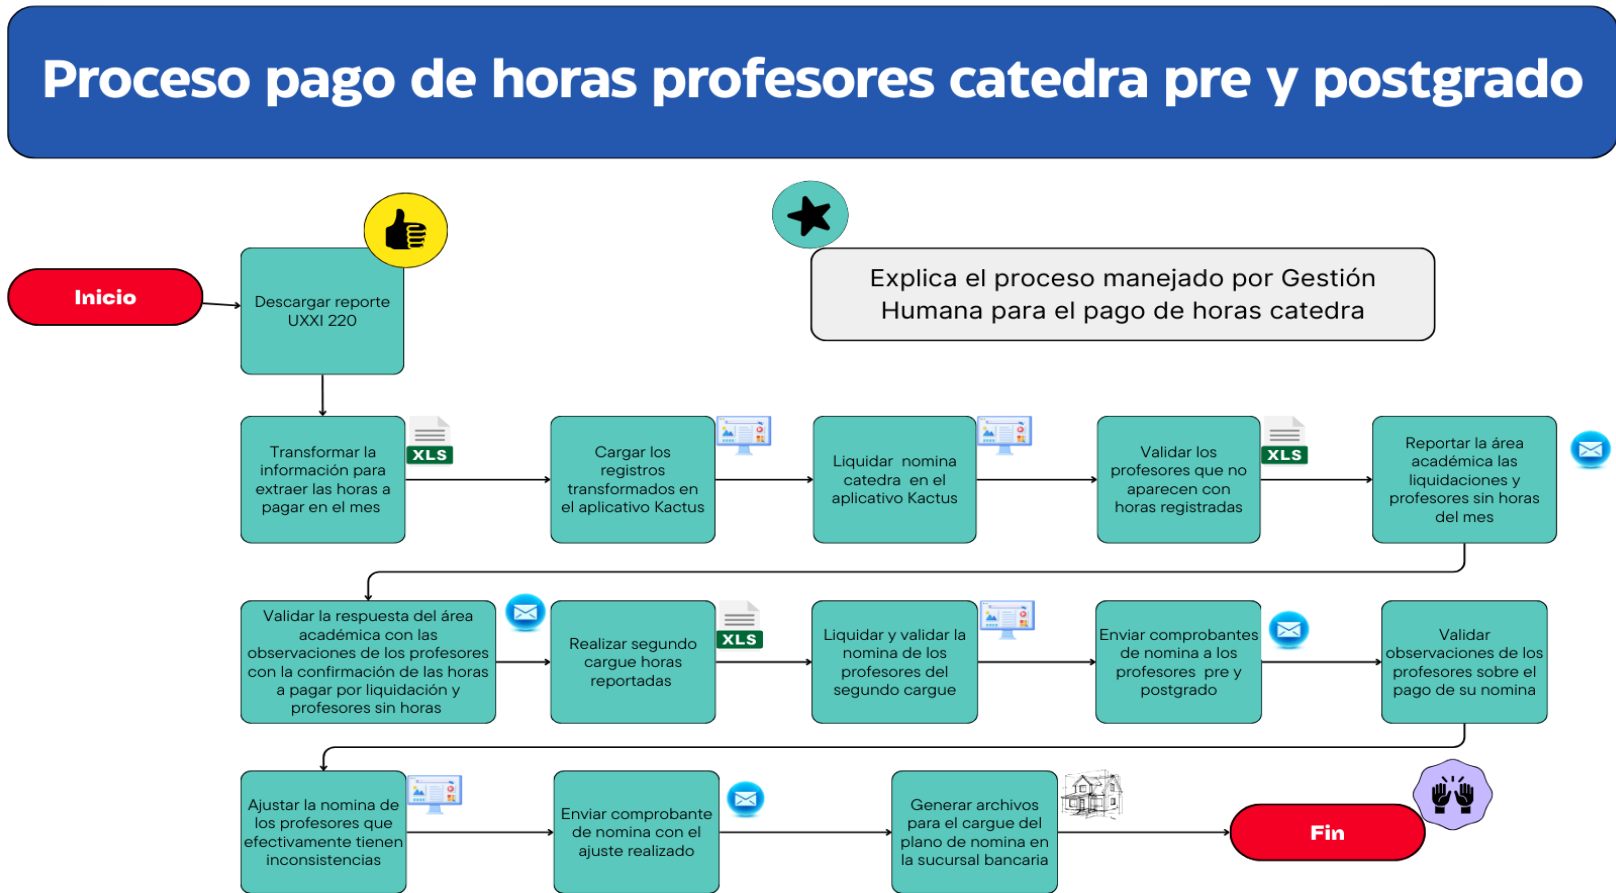 Proceso pago de horas profesores catedra pre y postgrado
Explica el proceso manejado por Gestión
Humana para el pago de horas catedra
Inicio
Descargar reporte
UXXI 220
Transformar la
información para
extraer las horas a
pagar en el mes
XLS
Cargar los
registros
transformados en
el aplicativo Kactus
Liquidar nomina
catedra en el
aplicativo Kactus
Validar los
profesores que no
aparecen con
horas registradas
XLS
Reportar la área
académica las
liquidaciones y
profesores sin horas
del mes
Validar la respuesta del área
académica con las
observaciones de los profesores
con la confirmación de las horas
a pagar por liquidación y
profesores sin horas
Realizar segundo
cargue horas
reportadas
XLS
Liquidar y validar la
nomina de los
profesores del
segundo cargue
Enviar comprobantes
de nomina a los
profesores pre y
postgrado
Validar
observaciones de los
profesores sobre el
pago de su nomina
Ajustar la nomina de
los profesores que
efectivamente tienen
inconsistencias
Enviar comprobante
de nomina con el
ajuste realizado
Generar archivos
para el cargue del
plano de nomina en
la sucursal bancaria
Fin